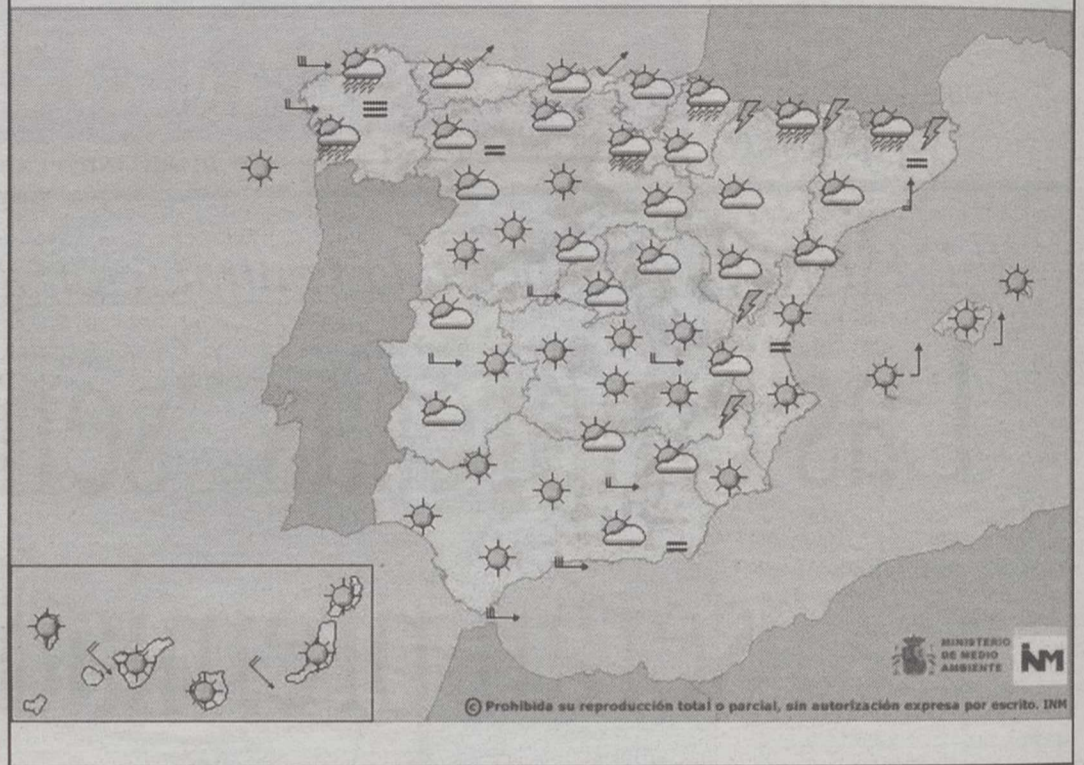 MINISTERIO
DE MEDIO
AMBIENTE
INM
© Prohibida su reproducción total o parcial, sin autorización expresa por escrito. INM